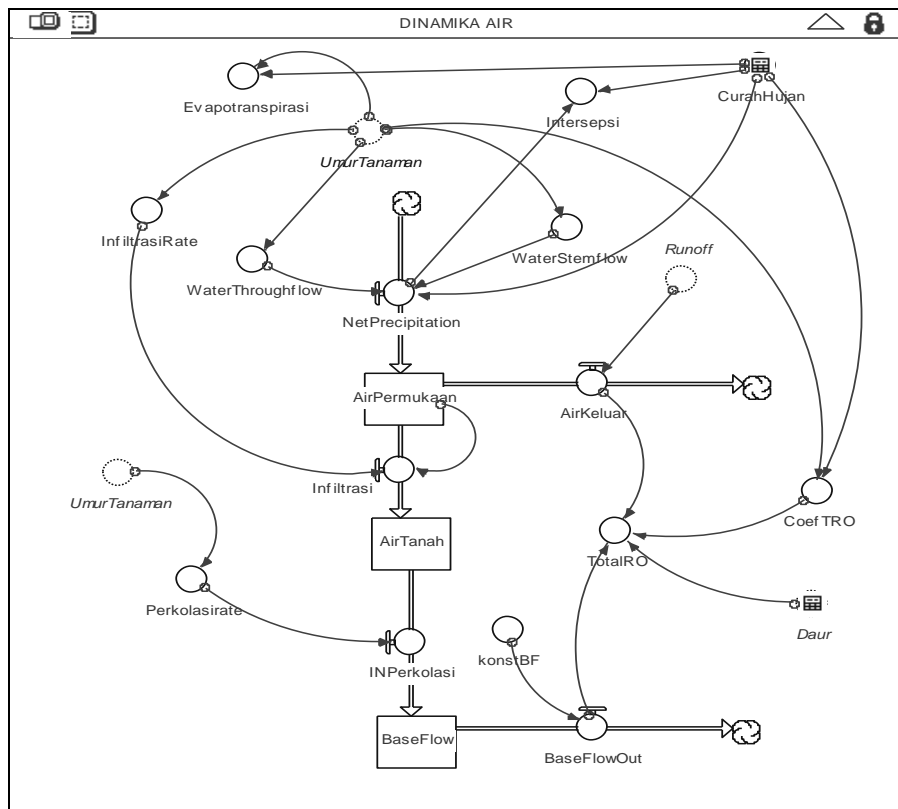 DINAMIKA AIR
Evapotranspirasi
Intersepsi
CurahHujan
UmurTanaman
InfiltrasiRate
WaterThroughflow
WaterStemflow
Runoff
NetPrecipitation
AirPermukaan
AirKeluar
UmurTanaman
Infiltrasi
CoefTRO
AirTanah
TotalRO
Perkolasirate
Daur
konstBF
INPerkolasi
BaseFlow
BaseFlowOut